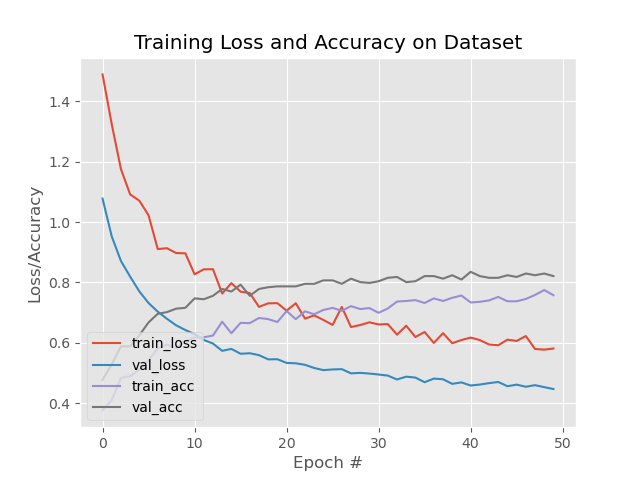 Training Loss and Accuracy on Dataset
Loss/Accuracy
1.4
1.2
1.0
0.8
0.6
0.4
train_loss
val_loss
train_acc
val_acc
0
10
20
30
40
50
Epoch #